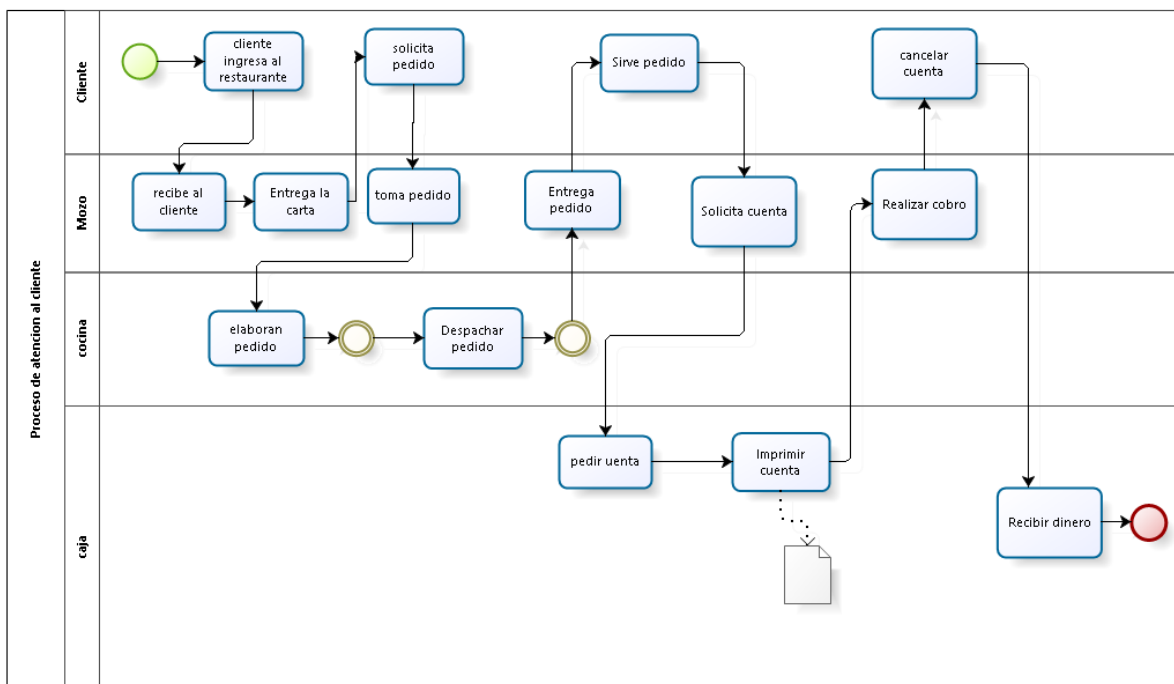 Proceso de atencion al cliente
Cliente
cliente
ingresa al
restaurante
solicita
pedido
Sirve pedido
cancelar
cuenta
Mozo
recibe al
cliente
Entrega la
carta
toma pedido
Entrega
pedido
Solicita cuenta
Realizar cobro
cocina
elaboran
pedido
Despachar
pedido
caja
pedir uenta
Imprimir
cuenta
Recibir dinero